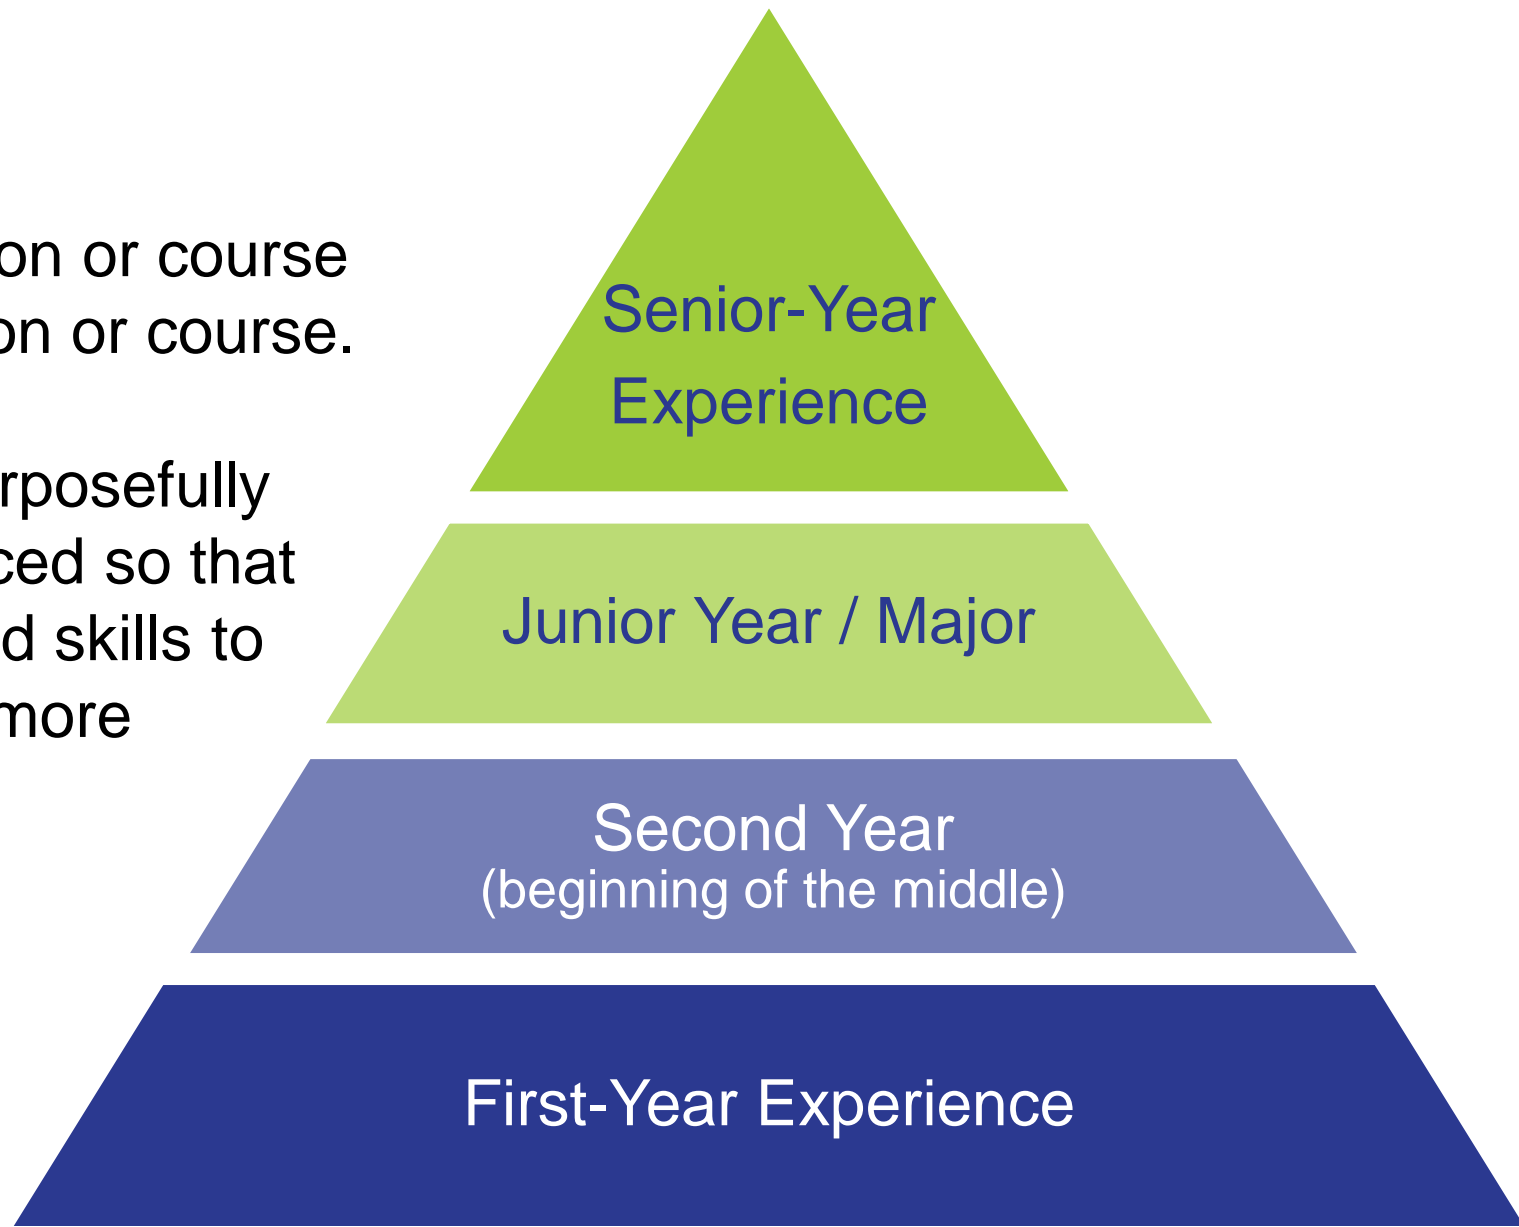 on or course
on or course.
rposefully
ced so that
d skills to
more
Senior-Year
Experience
Junior Year / Major
Second Year
(beginning of the middle)
First-Year Experience